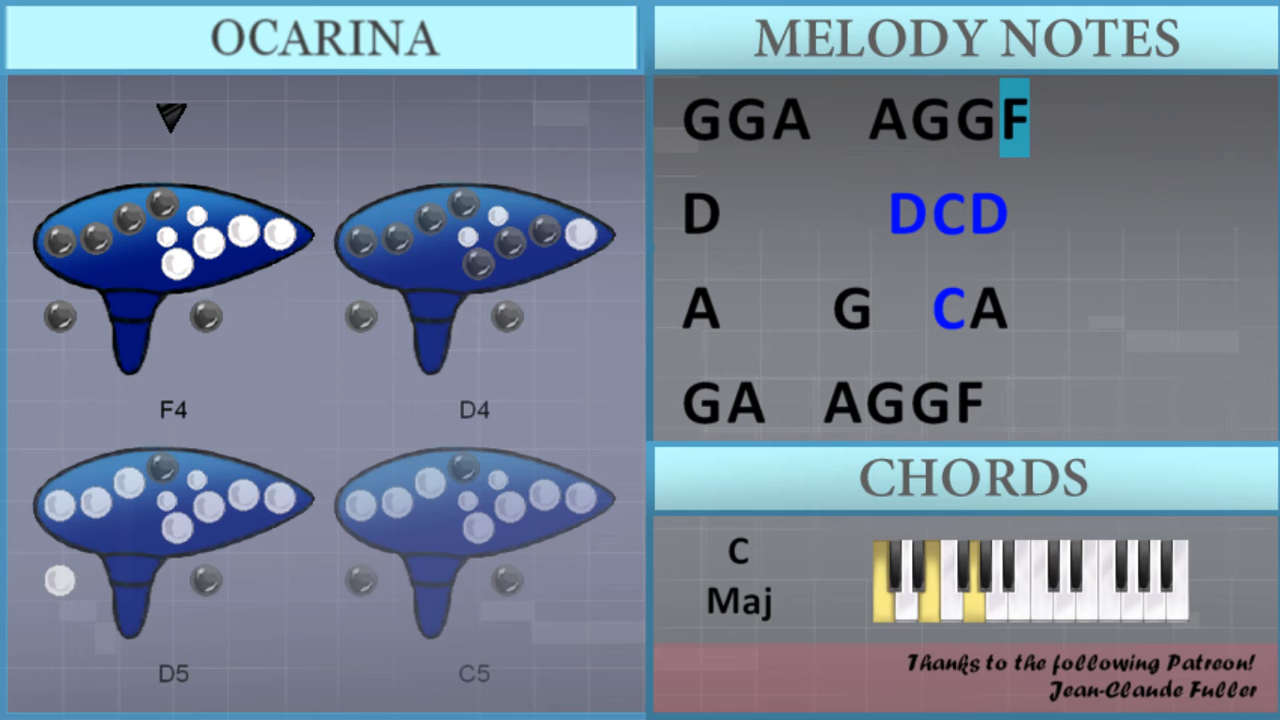 OCARINA
F4
D4
D5
C5
MELODY NOTES
GGA AGGF
D DCD
A G CA
GA AGGF
CHORDS
C
Maj
Thanks to the following Patreon!
Jean-Claude Fuller